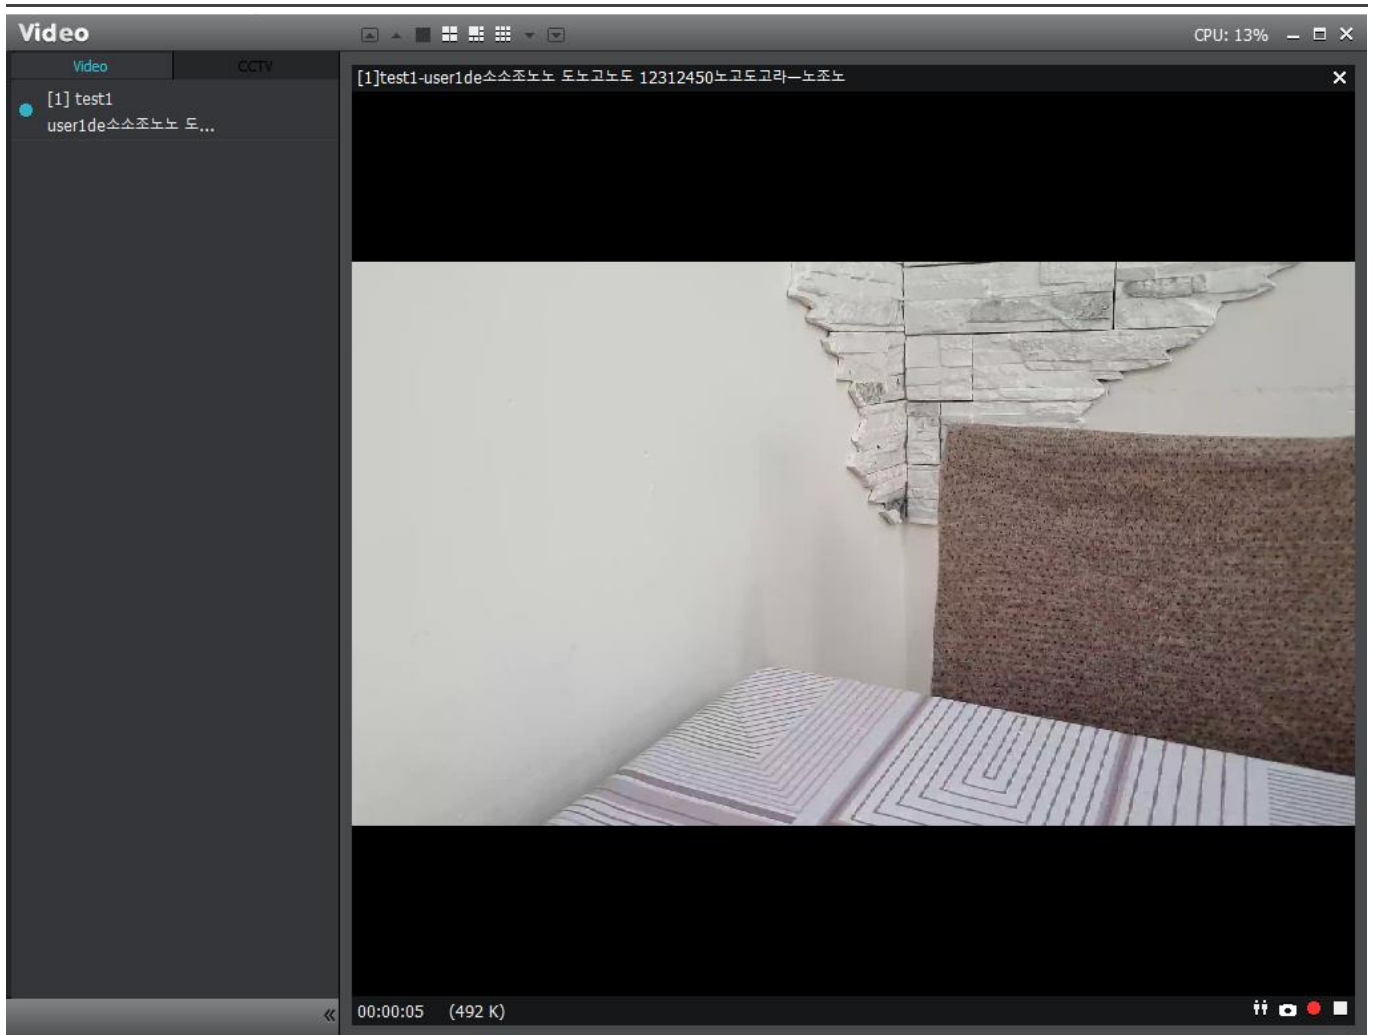 Video
CPU: 13%
Video
CCTV
[1] test1
user1de소소조노노 도...
[1]test1-user1de소소조노노 도노고노도 12312450노고도고라ㅡ노조노
00:00:05 (492 K)